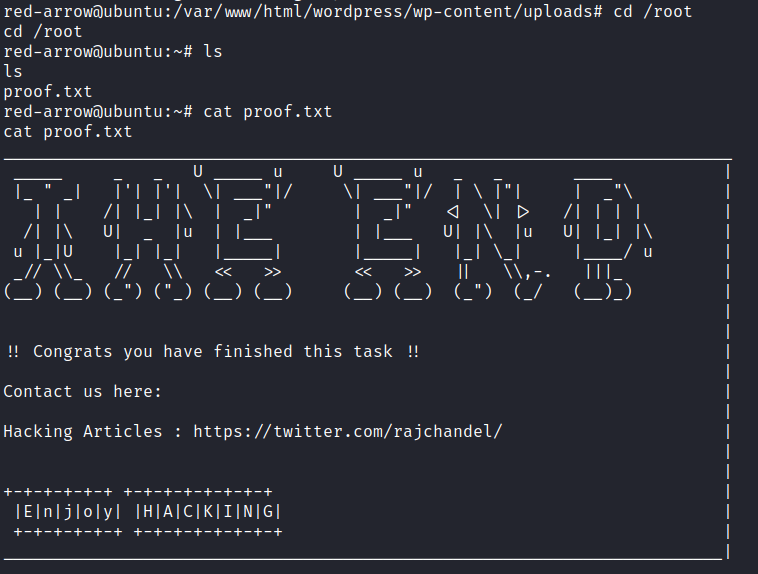 red-arrow@ubuntu:/var/www/html/wordpress/wp-content/uploads# cd /root
cd /root
red-arrow@ubuntu:~# ls
ls
proof.txt
red-arrow@ubuntu:~# cat proof.txt
cat proof.txt
THE END
!! Congrats you have finished this task !!
Contact us here:
Hacking Articles : https://twitter.com/rajchandel/
+-+-+-+-+-+ +-+-+-+-+-+-+-+
|E|n|j|o|y| |H|A|C|K|I|N|G|
+-+-+-+-+-+ +-+-+-+-+-+-+-+